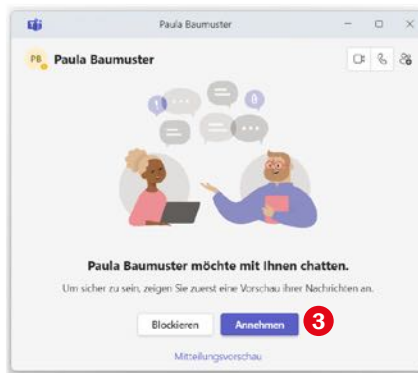 Paula Baumuster
PB Paula Baumuster
Paula Baumuster möchte mit Ihnen chatten.
Um sicher zu sein, zeigen Sie zuerst eine Vorschau ihrer Nachrichten an.
Blockieren Annehmen 3
Mitteilungsvorschau